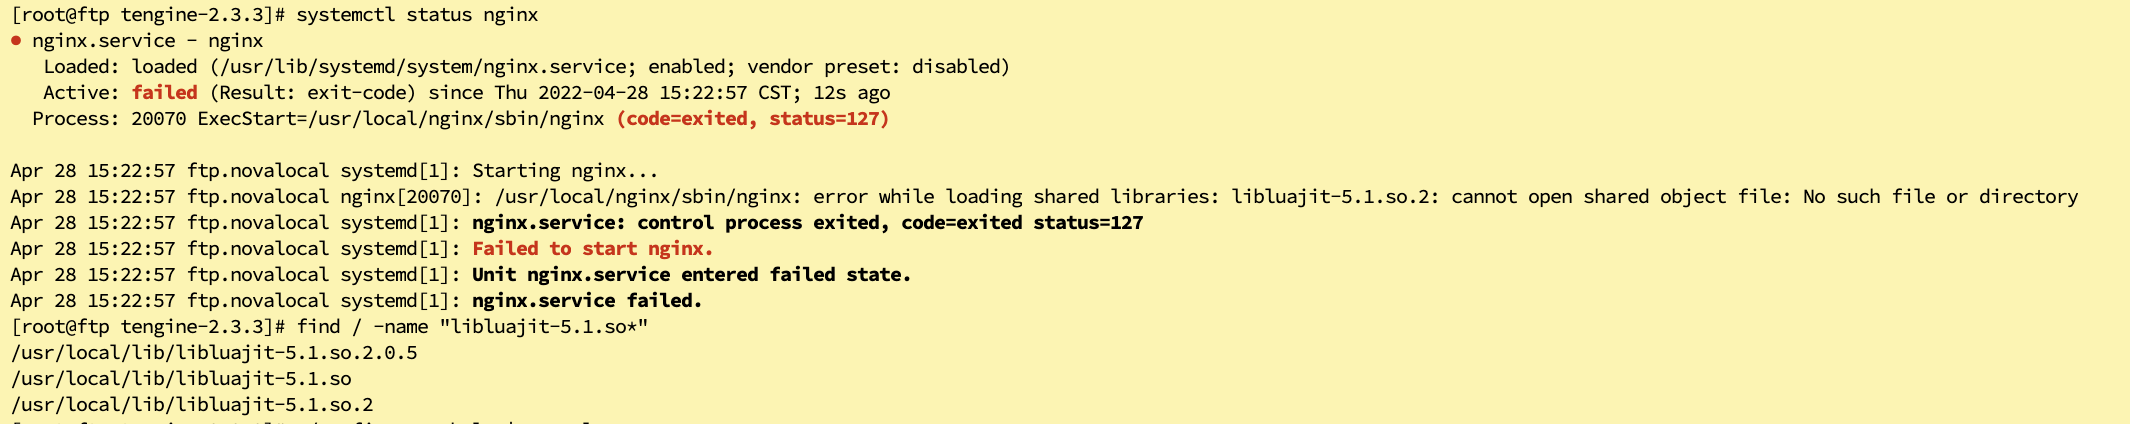 [root@ftp tengine-2.3.3]# systemctl status nginx
● nginx.service - nginx
   Loaded: loaded (/usr/lib/systemd/system/nginx.service; enabled; vendor preset: disabled)
   Active: failed (Result: exit-code) since Thu 2022-04-28 15:22:57 CST; 12s ago
  Process: 20070 ExecStart=/usr/local/nginx/sbin/nginx (code=exited, status=127)

Apr 28 15:22:57 ftp.novalocal systemd[1]: Starting nginx...
Apr 28 15:22:57 ftp.novalocal nginx[20070]: /usr/local/nginx/sbin/nginx: error while loading shared libraries: libluajit-5.1.so.2: cannot open shared object file: No such file or directory
Apr 28 15:22:57 ftp.novalocal systemd[1]: nginx.service: control process exited, code=exited status=127
Apr 28 15:22:57 ftp.novalocal systemd[1]: Failed to start nginx.
Apr 28 15:22:57 ftp.novalocal systemd[1]: Unit nginx.service entered failed state.
Apr 28 15:22:57 ftp.novalocal systemd[1]: nginx.service failed.
[root@ftp tengine-2.3.3]# find / -name "libluajit-5.1.so*"
/usr/local/lib/libluajit-5.1.so.2.0.5
/usr/local/lib/libluajit-5.1.so
/usr/local/lib/libluajit-5.1.so.2